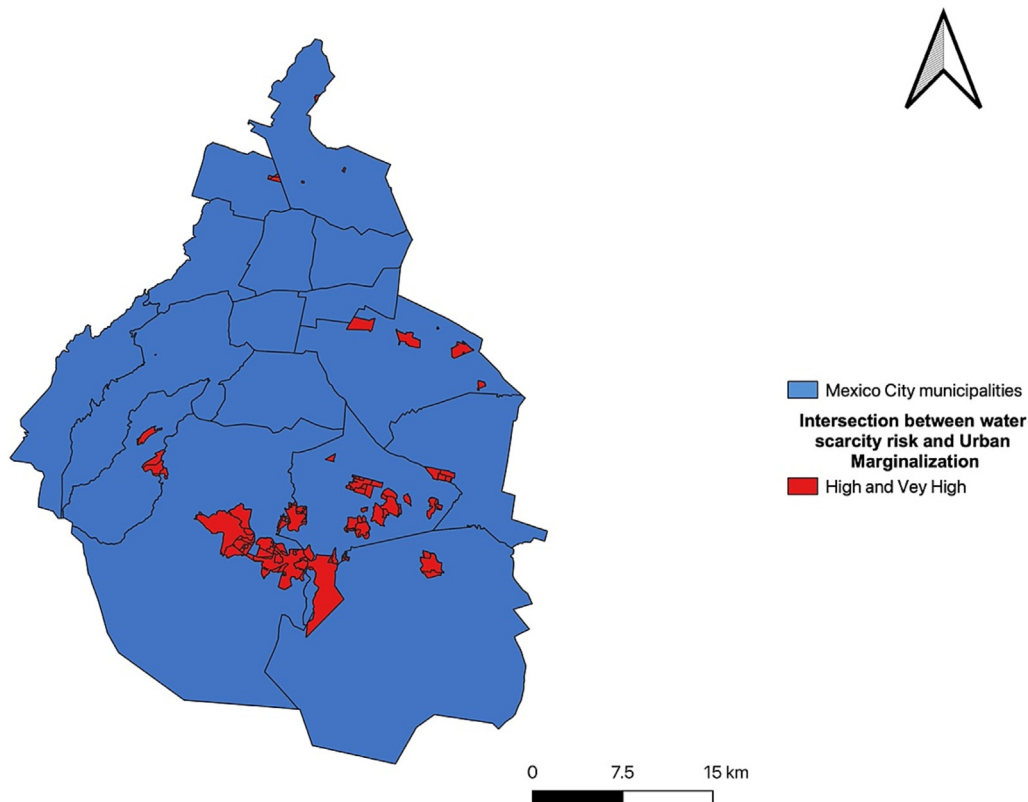 Mexico City municipalities
Intersection between water
scarcity risk and Urban
Marginalization
High and Vey High
0 7.5 15 km